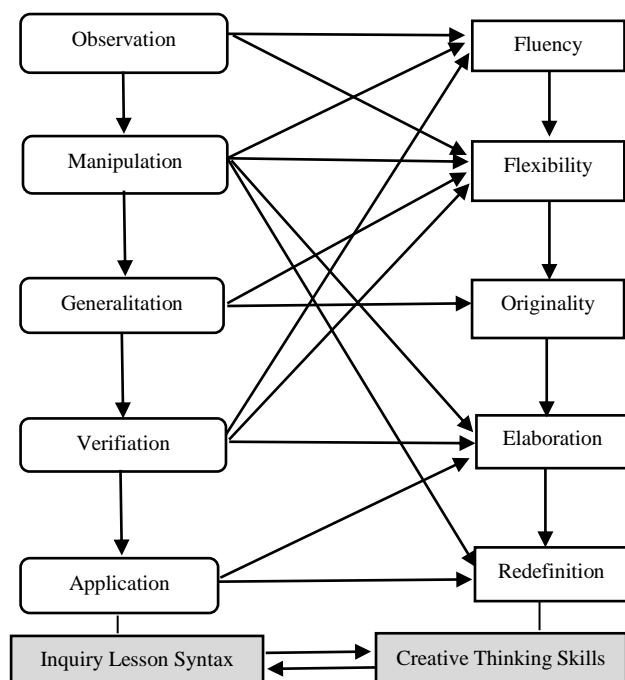 Observation
Fluency
Manipulation
Flexibility
Generalitation
Originality
Verifiation
Elaboration
Application
Redefinition
Inquiry Lesson Syntax
Creative Thinking Skills